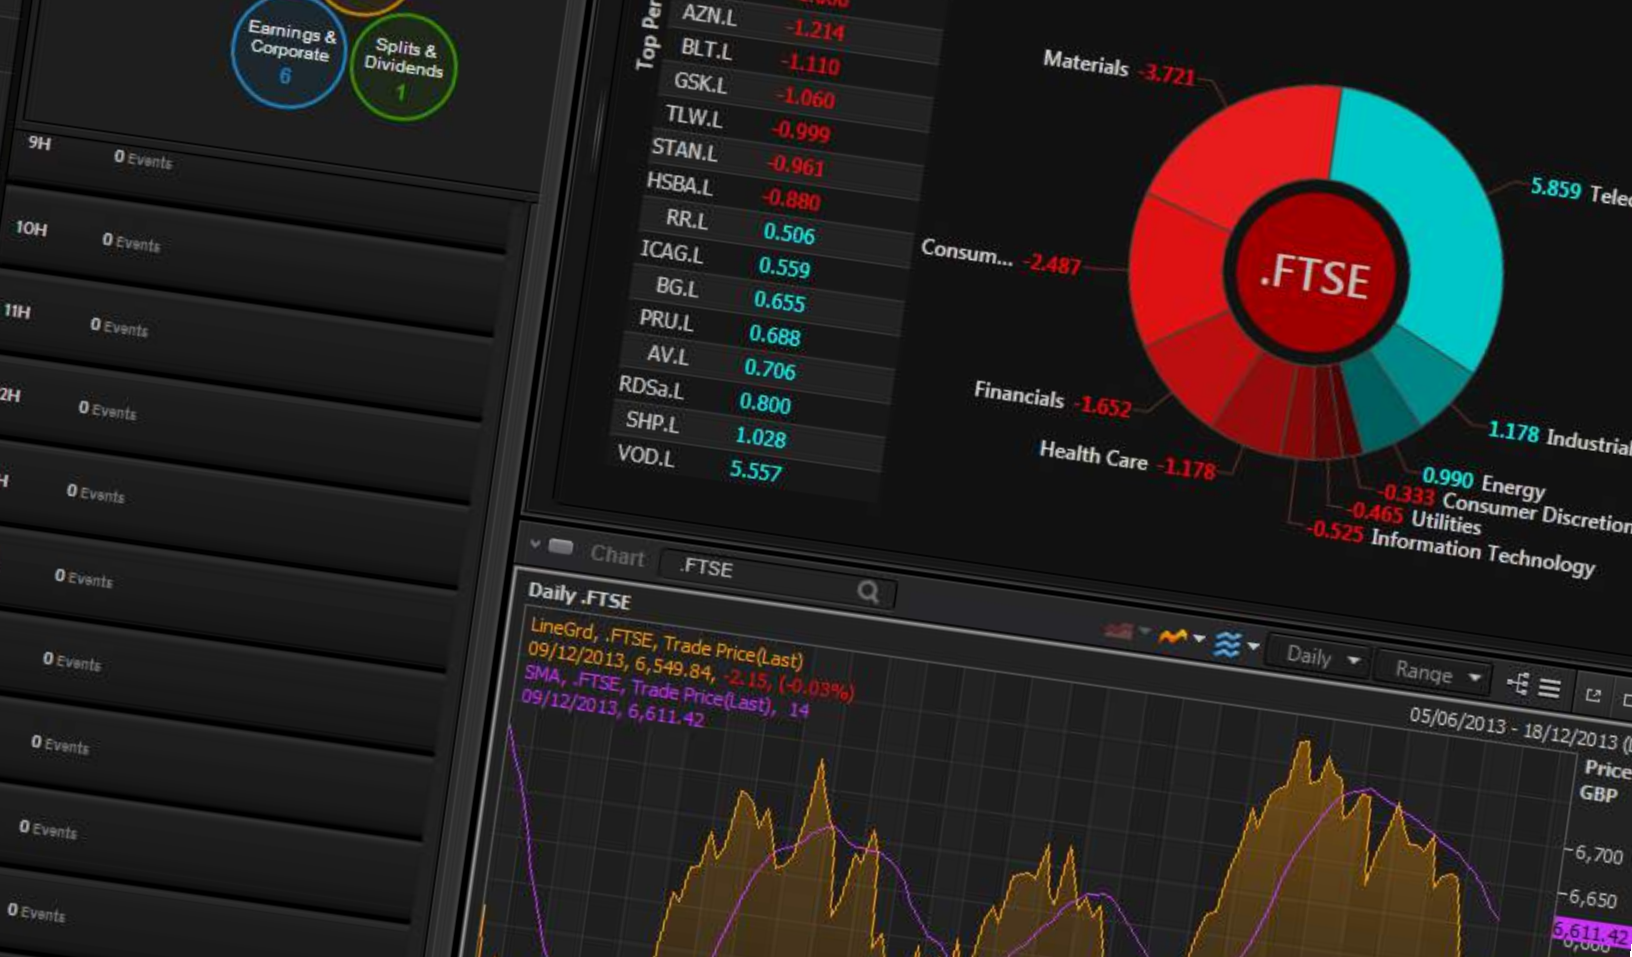 Earnings &
Corporate
6
Splits &
Dividends
1
9H 0 Events
10H 0 Events
11H 0 Events
2H 0 Events
H 0 Events
0 Events
0 Events
0 Events
0 Events
0 Events
Top Per
AZN.L -1.214
BLT.L -1.110
GSK.L -1.060
TLW.L -0.999
STAN.L -0.961
HSBA.L -0.880
RR.L 0.506
ICAG.L 0.559
BG.L 0.655
PRU.L 0.688
AV.L 0.706
RDSa.L 0.800
SHP.L 1.028
VOD.L 5.557
Materials -3.721
5.859 Telec
Consum... -2.487
.FTSE
Financials -1.652
1.178 Industrial
Health Care -1.178
0.990 Energy
-0.333 Consumer Discretion
-0.465 Utilities
-0.525 Information Technology
Chart .FTSE
Daily Range
Daily .FTSE
05/06/2013 - 18/12/2013
LineGrd, .FTSE, Trade Price(Last)
09/12/2013, 6,549.84, -2.15, (-0.03%)
SMA, .FTSE, Trade Price(Last), 14
09/12/2013, 6,611.42
Price
GBP
6,700
6,650
6,611.42